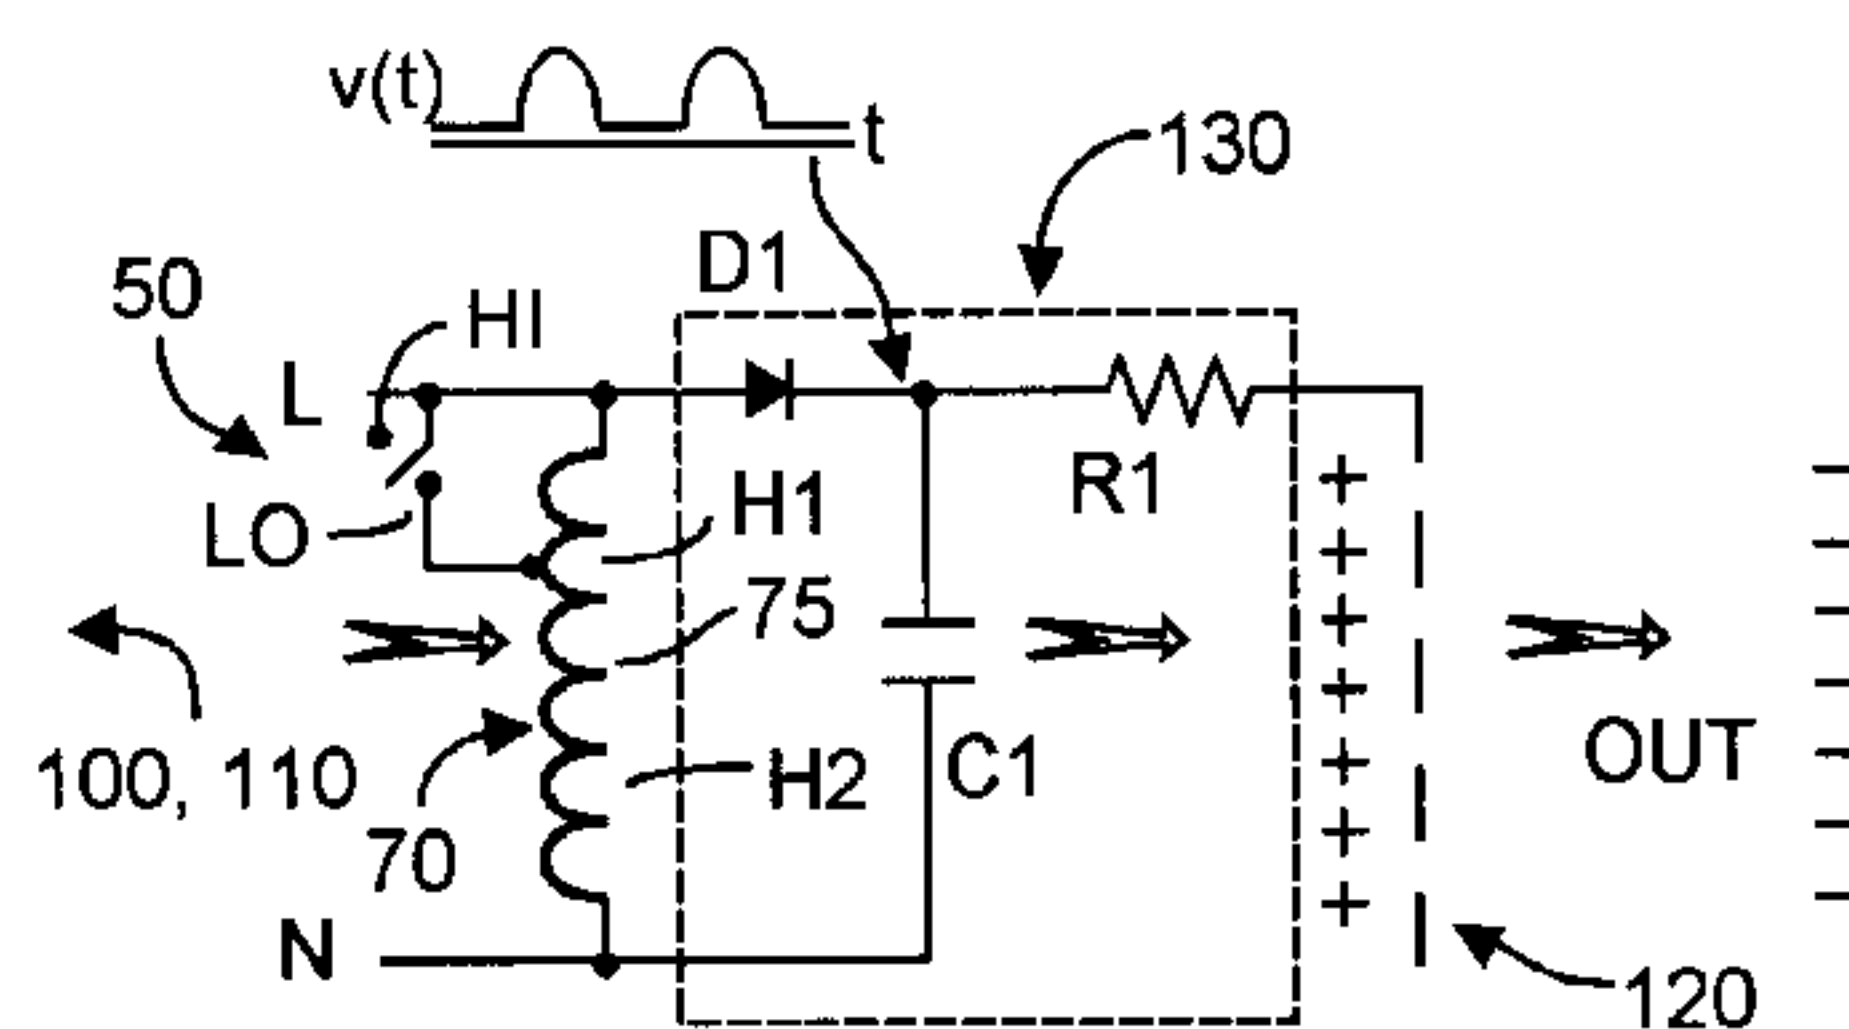 v(t)
t
130
D1
50
HI
L
H1
R1
LO
75
100, 110
70
H2
C1
OUT
N
120
+
+
+
+
+
+
+